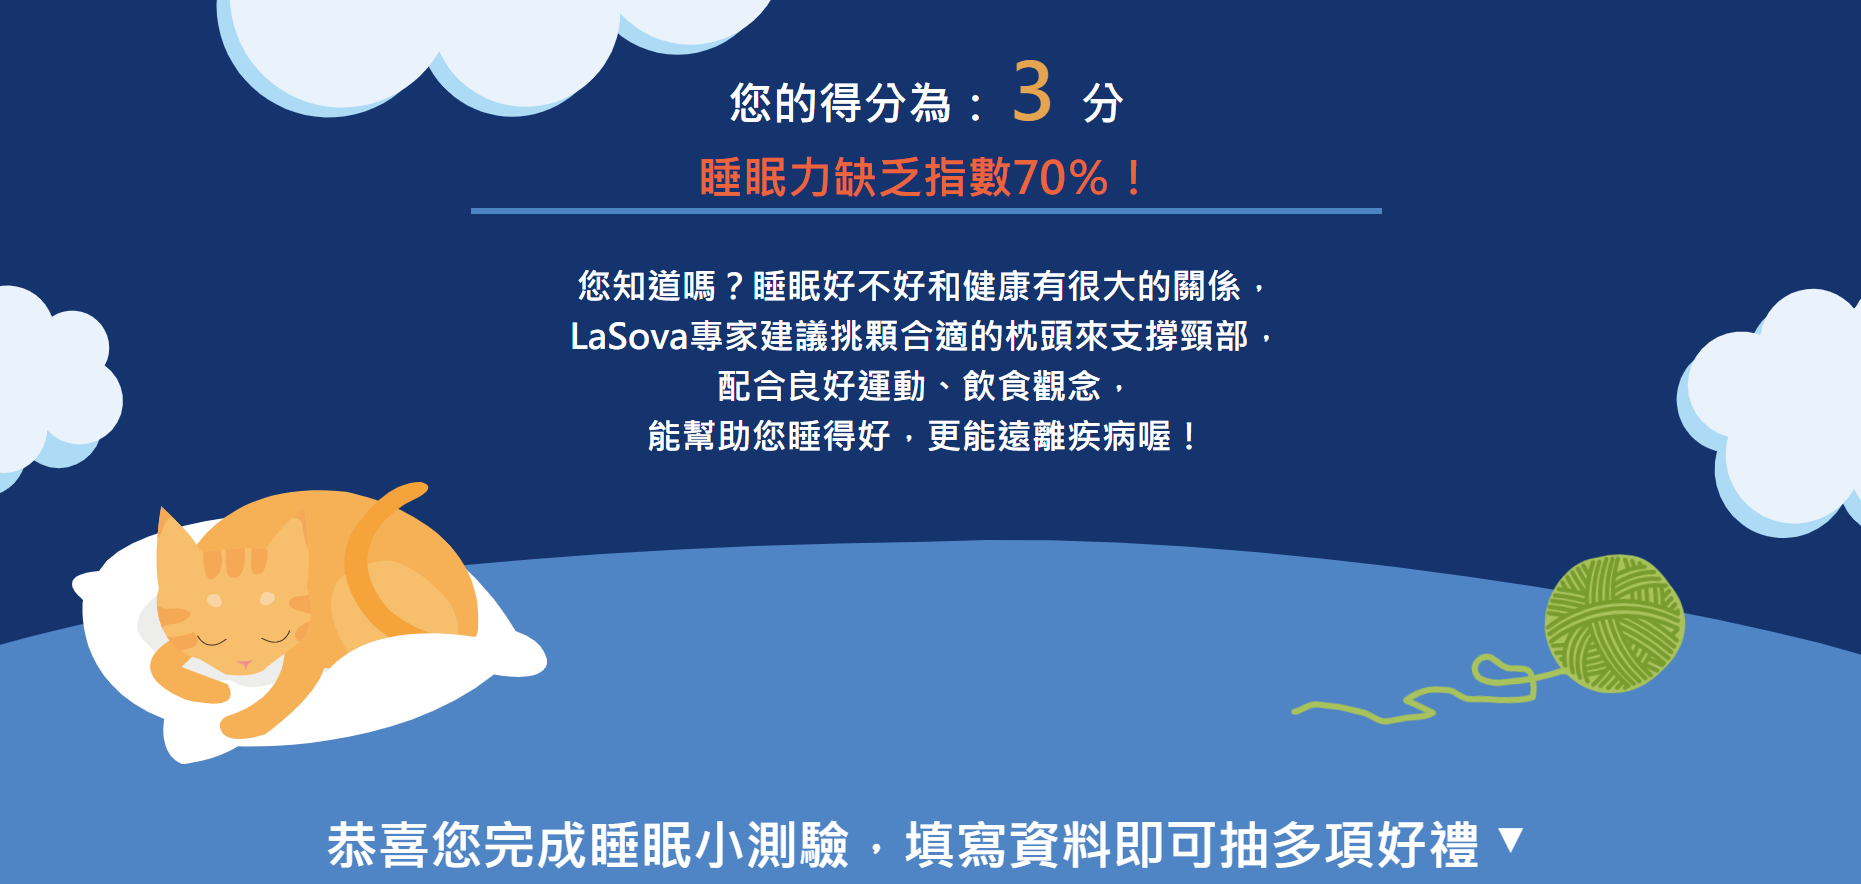 您的得分為：3 分
睡眠力缺乏指數70%！
您知道嗎？睡眠好不好和健康有很大的關係，
LaSova專家建議挑顆合適的枕頭來支撐頸部，
配合良好運動、飲食觀念，
能幫助您睡得好，更能遠離疾病喔！
恭喜您完成睡眠小測驗，填寫資料即可抽多項好禮▼